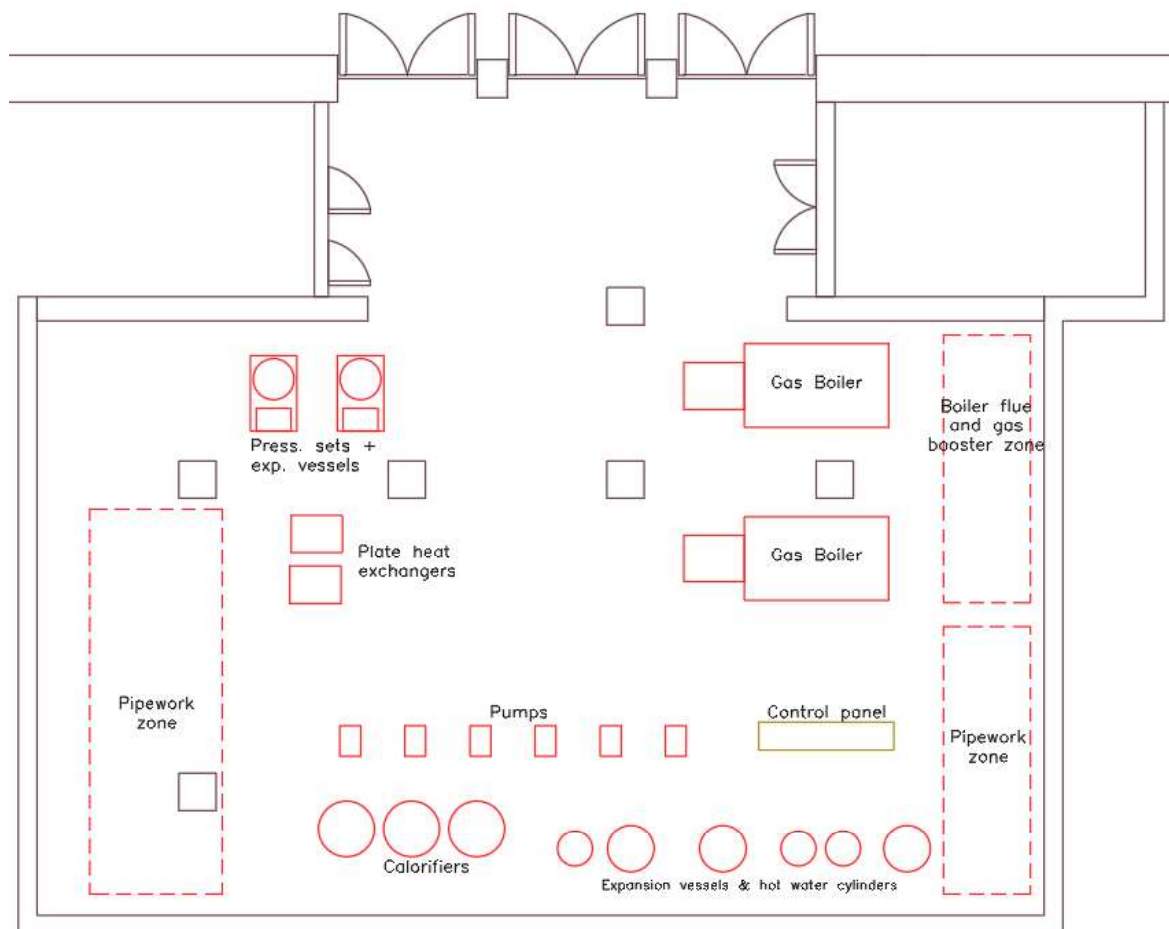 Gas Boiler
Boiler flue
and gas
booster zone
Press. sets +
exp. vessels
Plate heat
exchangers
Gas Boiler
Pipework
zone
Pumps
Control panel
Pipework
zone
Calorifiers
Expansion vessels & hot water cylinders